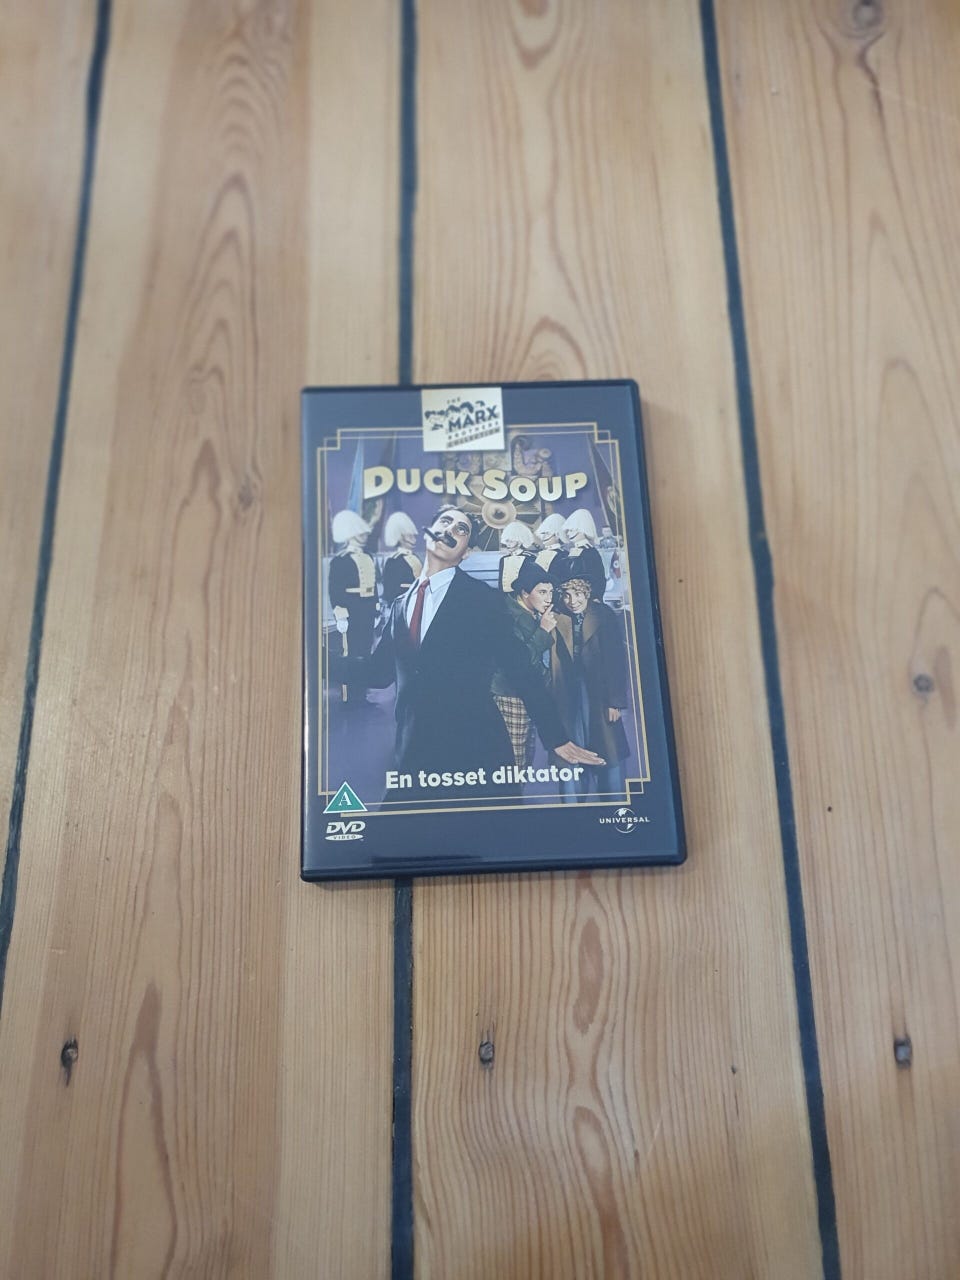 THE
MARX
BROTHERS
COLLECTION
DUCK SOUP
En tosset diktator
A
DVD
VIDEO
UNIVERSAL